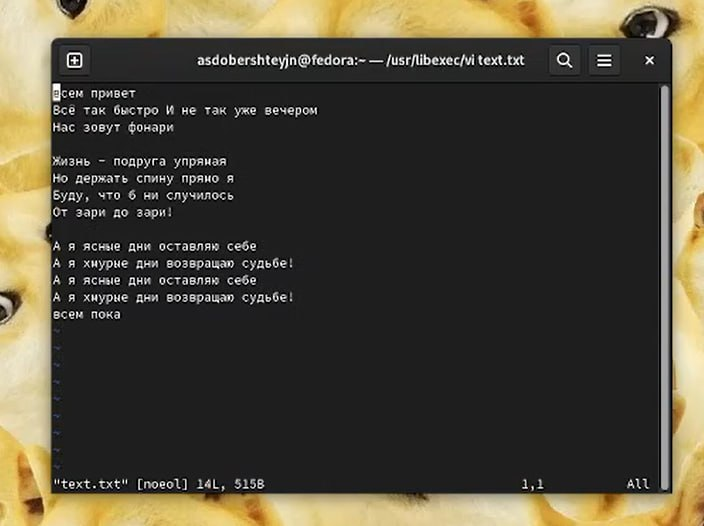 asdobershteyjn@fedora:~ — /usr/libexec/vi text.txt
всем привет
Всё так быстро И не так уже вечером
Нас зовут фонари
Жизнь - подруга упрямая
Но держать спину прямо я
Буду, что б ни случилось
От зари до зари!
А я ясные дни оставляю себе
А я хмурые дни возвращаю судьбе!
А я ясные дни оставляю себе
А я хмурые дни возвращаю судьбе!
всем пока
~
~
~
~
~
~
~
~
~
"text.txt" [noeol] 14L, 515B 1,1 All